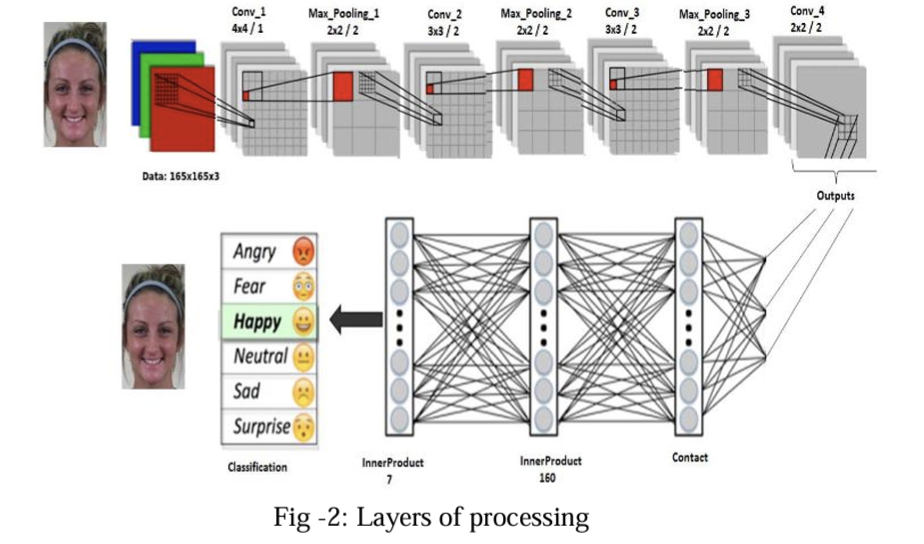 Conv_1
4x4 / 1
Max_Pooling_1
2x2 / 2
Conv_2
3x3 / 2
Max_Pooling_2
2x2 / 2
Conv_3
3x3 / 2
Max_Pooling_3
2x2 / 2
Conv_4
2x2 / 2
Data: 165x165x3
Outputs
Angry
Fear
Happy
Neutral
Sad
Surprise
Classification
InnerProduct
7
InnerProduct
160
Contact
Fig -2: Layers of processing